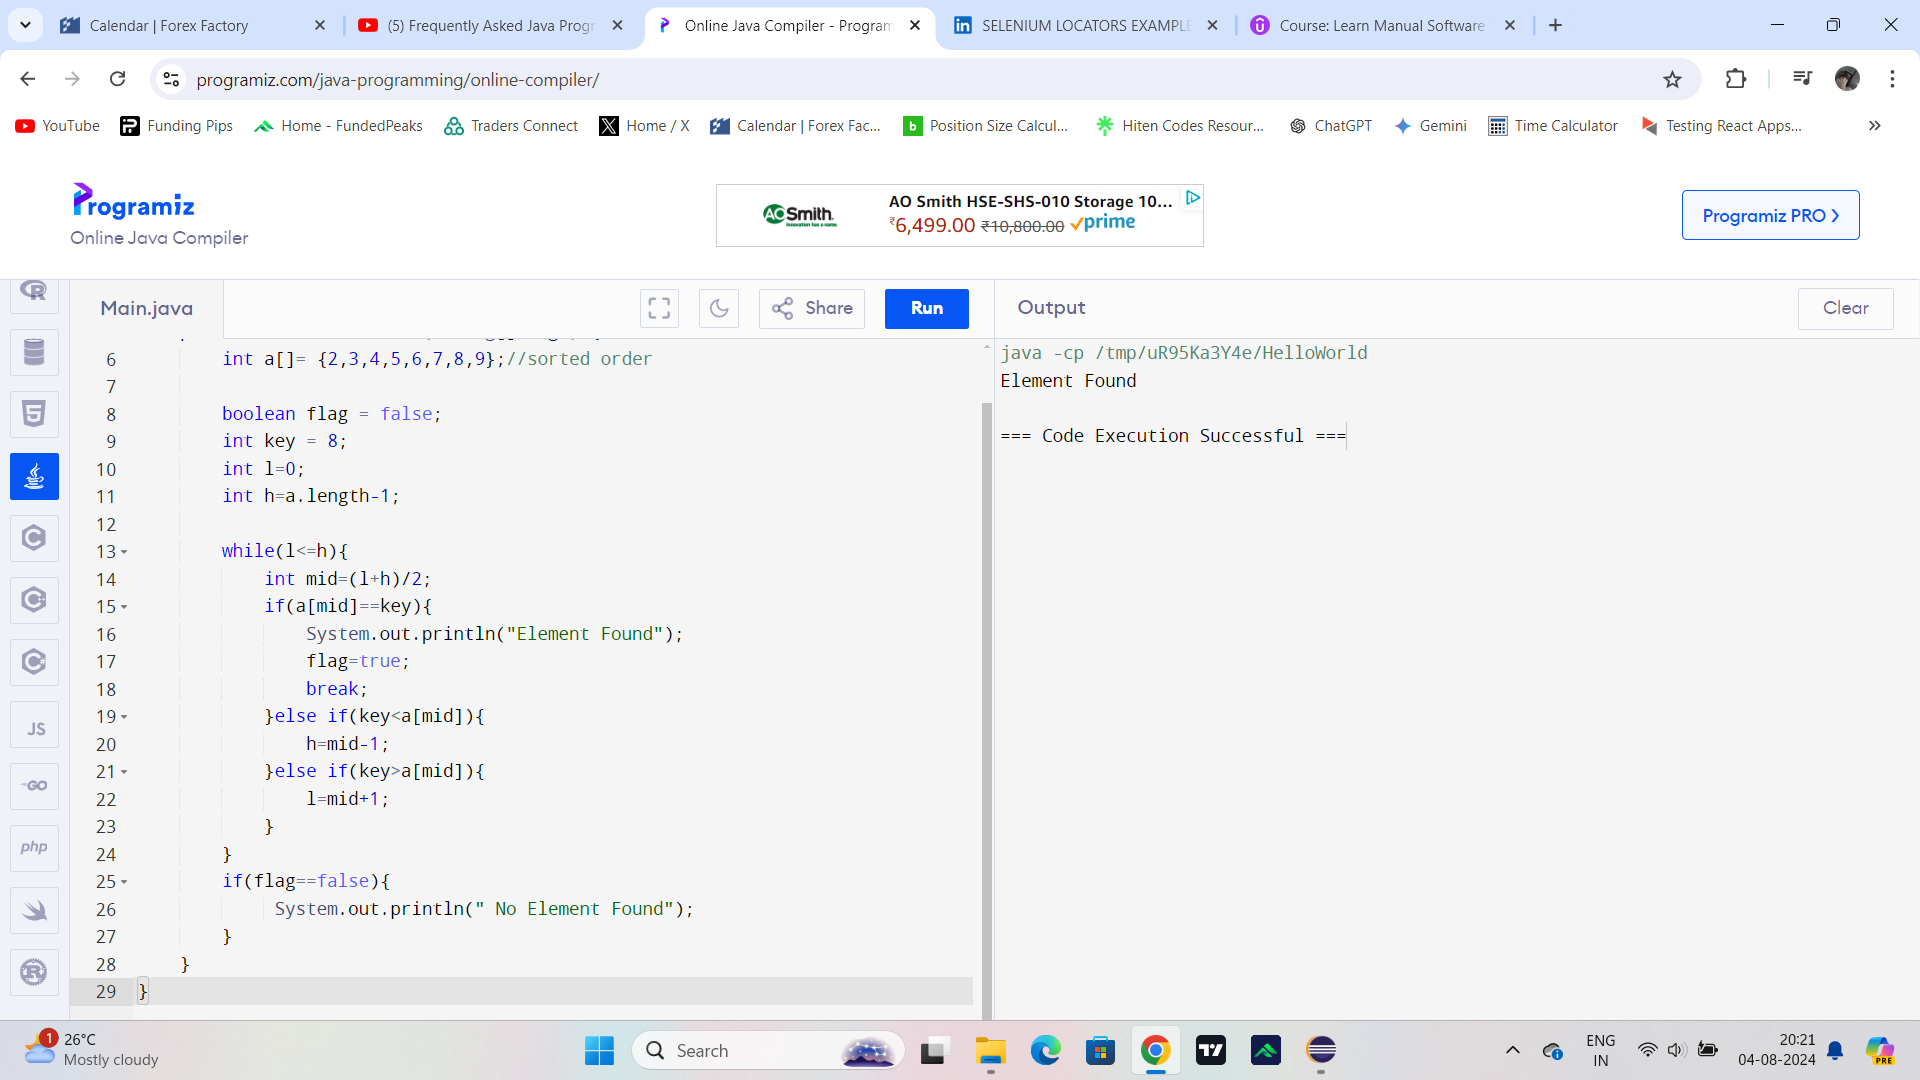 Calendar | Forex Factory
(5) Frequently Asked Java Progr
Online Java Compiler - Program
SELENIUM LOCATORS EXAMPLE
Course: Learn Manual Software
programiz.com/java-programming/online-compiler/
YouTube
Funding Pips
Home - FundedPeaks
Traders Connect
Home / X
Calendar | Forex Fac...
Position Size Calcul...
Hiten Codes Resour...
ChatGPT
Gemini
Time Calculator
Testing React Apps...
Programiz
Online Java Compiler
AO Smith.
AO Smith HSE-SHS-010 Storage 10...
₹6,499.00 ₹10,800.00 prime
Programiz PRO
Main.java
Share
Run
Output
Clear
6 int a[]= {2,3,4,5,6,7,8,9};//sorted order
7
8 boolean flag = false;
9 int key = 8;
10 int l=0;
11 int h=a.length-1;
12
13 while(l<=h){
14 int mid=(l+h)/2;
15 if(a[mid]==key){
16 System.out.println("Element Found");
17 flag=true;
18 break;
19 }else if(key<a[mid]){
20 h=mid-1;
21 }else if(key>a[mid]){
22 l=mid+1;
23 }
24 }
25 if(flag==false){
26 System.out.println(" No Element Found");
27 }
28 }
29 }
java -cp /tmp/uR95Ka3Y4e/HelloWorld
Element Found
=== Code Execution Successful ===
JS
GO
php
1
26°C
Mostly cloudy
Search
ENG
IN
20:21
04-08-2024
PRE